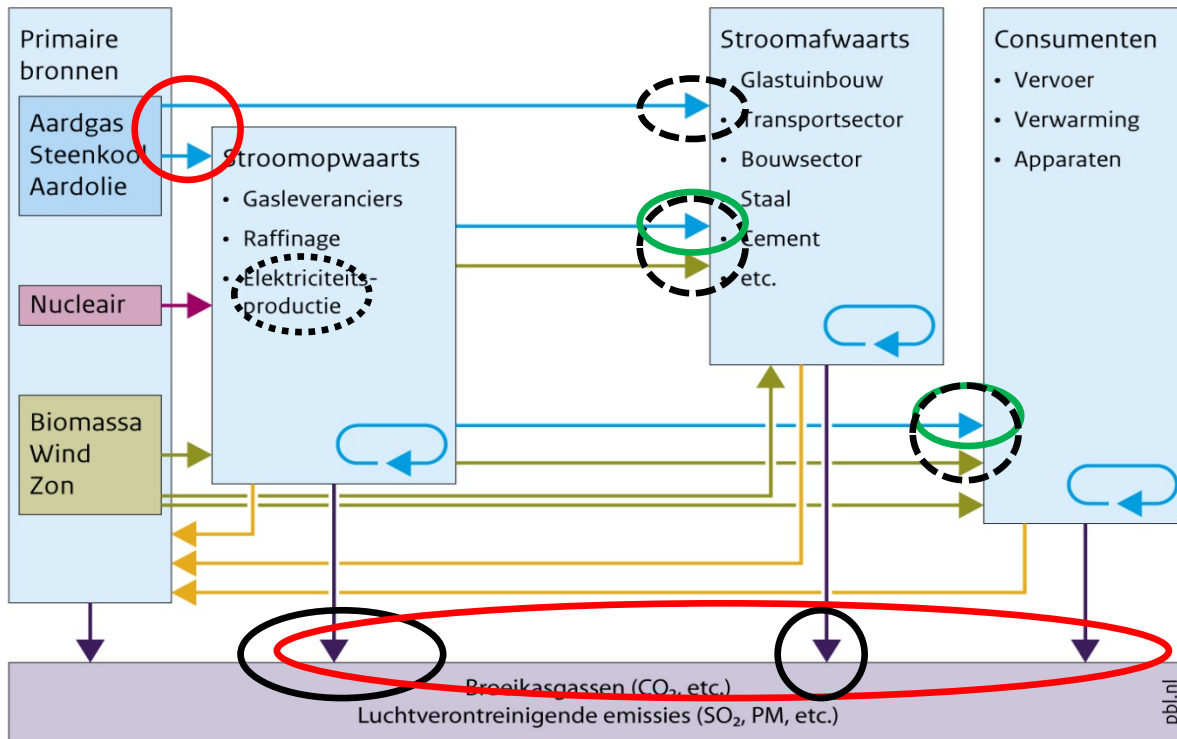 Primaire
bronnen
Aardgas
Steenkool
Aardolie
Nucleair
Biomassa
Wind
Zon
Stroomopwaarts
• Gasleveranciers
• Raffinage
• Elektriciteits-
productie
Stroomafwaarts
• Glastuinbouw
• Transportsector
• Bouwsector
• Staal
• Cement
• etc.
Consumenten
• Vervoer
• Verwarming
• Apparaten
Broeikasgassen (CO₂, etc.)
Luchtverontreinigende emissies (SO₂, PM, etc.)
pbl.nl